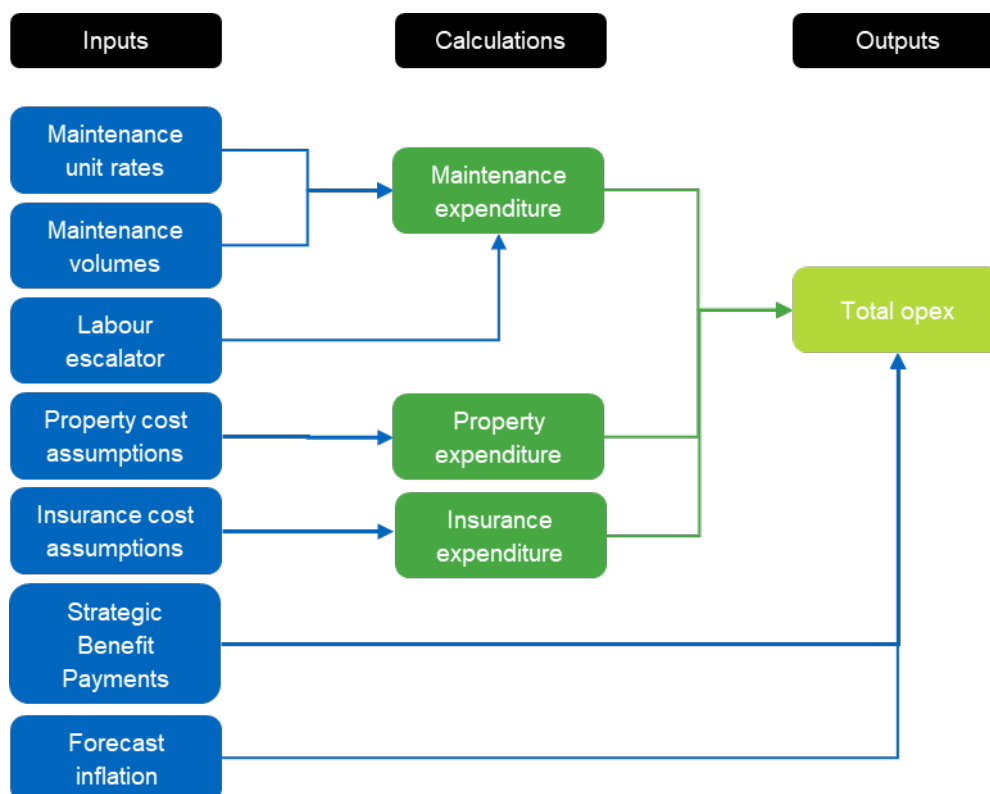 Inputs
Calculations
Outputs
Maintenance
unit rates
Maintenance
volumes
Labour
escalator
Property cost
assumptions
Insurance cost
assumptions
Strategic
Benefit
Payments
Forecast
inflation
Maintenance
expenditure
Property
expenditure
Insurance
expenditure
Total opex